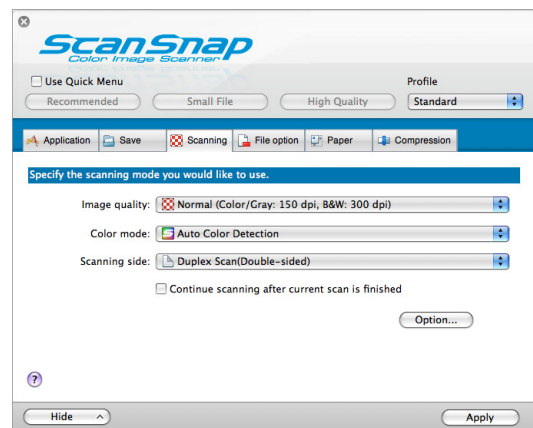 ScanSnap
Color Image Scanner
Use Quick Menu
Profile
Recommended Small File High Quality Standard
Application Save Scanning File option Paper Compression
Specify the scanning mode you would like to use.
Image quality: Normal (Color/Gray: 150 dpi, B&W: 300 dpi)
Color mode: Auto Color Detection
Scanning side: Duplex Scan(Double-sided)
Continue scanning after current scan is finished
Option...
?
Hide Apply